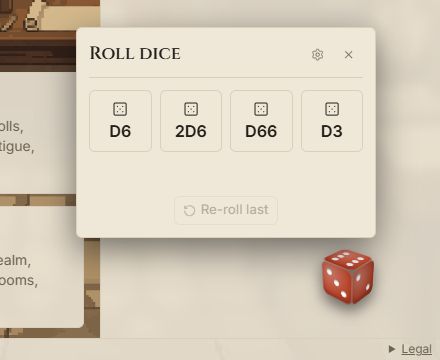 Roll dice
olls,
tigue,
D6
2D6
D66
D3
Re-roll last
ealm,
ooms,
Legal